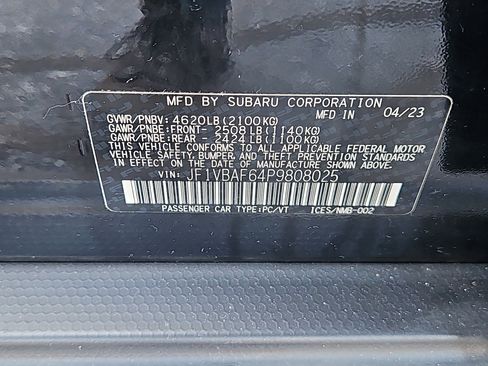 MFD BY SUBARU CORPORATION MFD IN 04/23
GVWR/PNBV: 4620LB(2100KG)
GAWR/PNBE:FRONT- 2508LB(1140KG)
GAWR/PNBE:REAR - 2424LB(1100KG)
THIS VEHICLE CONFORMS TO ALL APPLICABLE FEDERAL MOTOR
VEHICLE SAFETY, BUMPER, AND THEFT PREVENTION STANDARDS
IN EFFECT ON THE DATE OF MANUFACTURE SHOWN ABOVE.
VIN: JF1VBAF64P9808025
PASSENGER CAR TYPE:PC/VT ICES/NMB-002